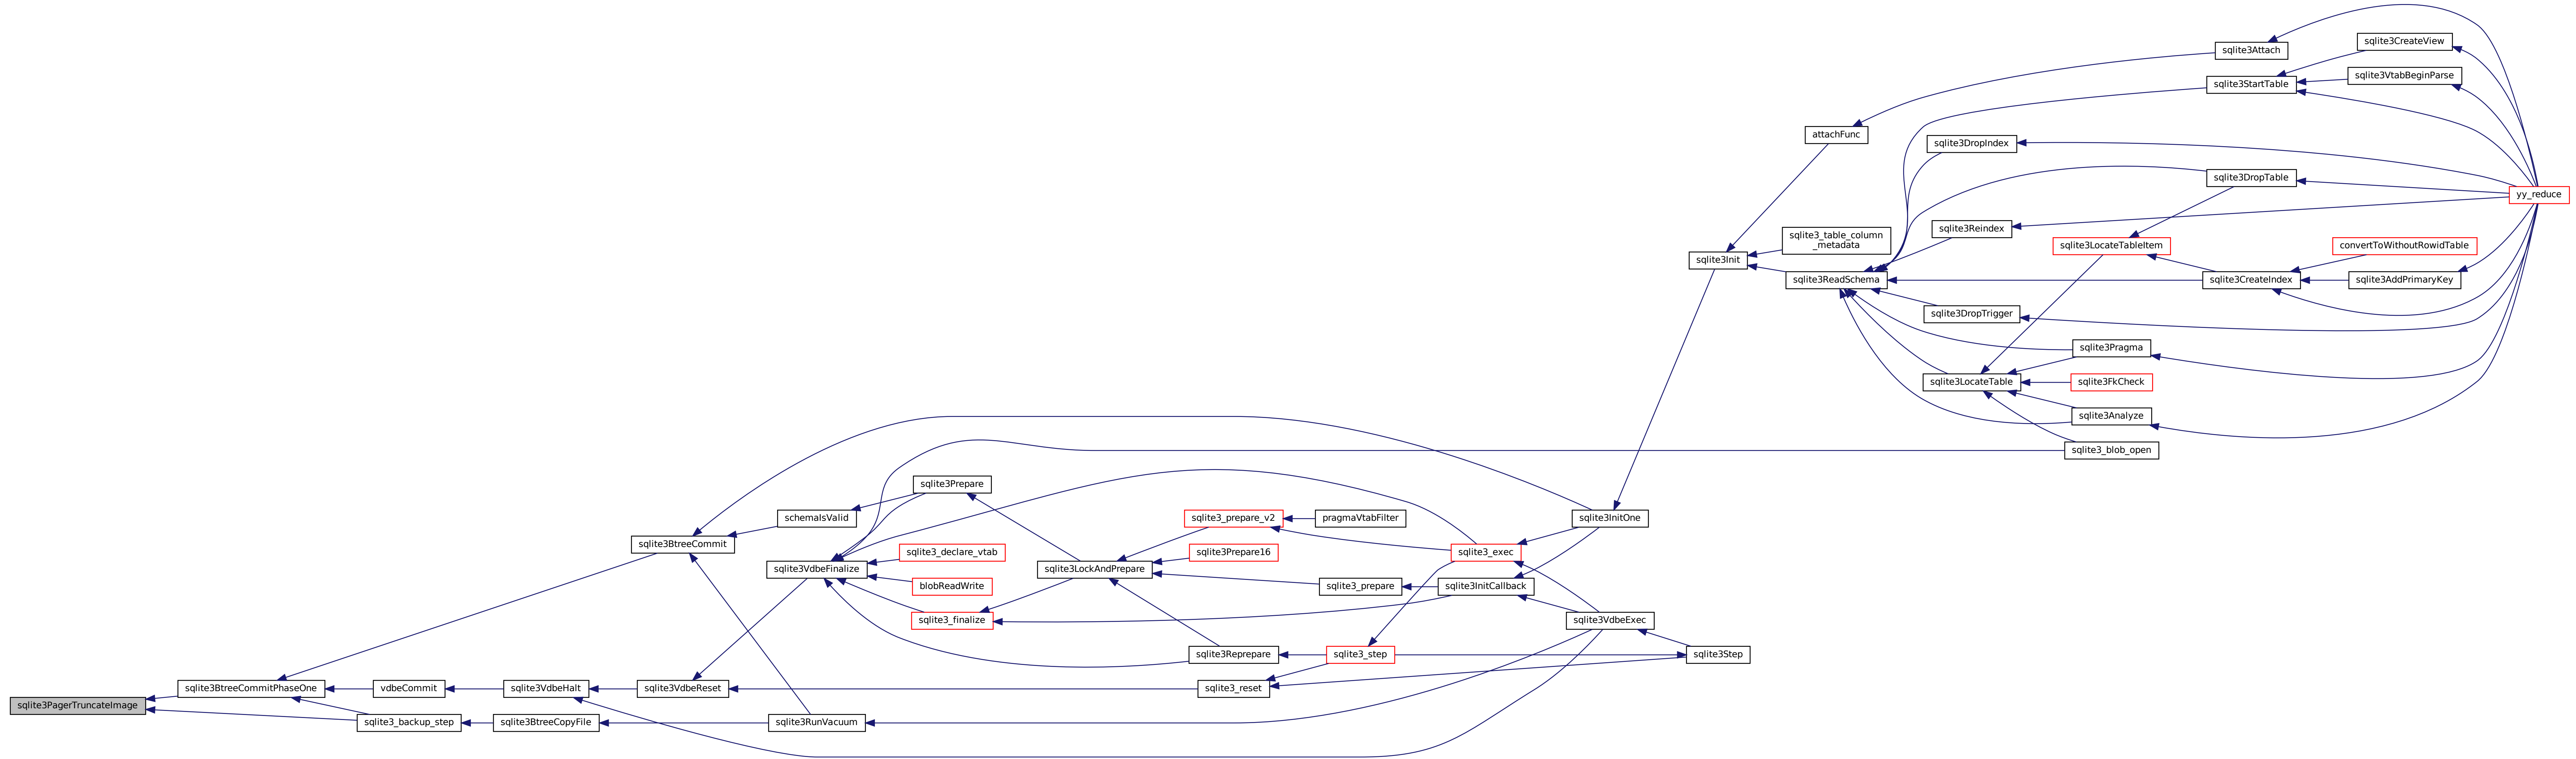 sqlite3PagerTruncateImage
sqlite3BtreeCommitPhaseOne
vdbeCommit
sqlite3_backup_step
sqlite3VdbeHalt
sqlite3BtreeCopyFile
sqlite3BtreeCommit
sqlite3VdbeReset
schemaIsValid
sqlite3VdbeFinalize
sqlite3RunVacuum
sqlite3Prepare
sqlite3_declare_vtab
blobReadWrite
sqlite3_finalize
sqlite3LockAndPrepare
sqlite3_prepare_v2
sqlite3Prepare16
sqlite3Reprepare
sqlite3_reset
pragmaVtabFilter
sqlite3_prepare
sqlite3_step
sqlite3_exec
sqlite3InitCallback
sqlite3InitOne
sqlite3VdbeExec
sqlite3Init
sqlite3Step
attachFunc
sqlite3_table_column
_metadata
sqlite3ReadSchema
sqlite3DropIndex
sqlite3Reindex
sqlite3DropTrigger
sqlite3LocateTable
sqlite3LocateTableItem
sqlite3Pragma
sqlite3FkCheck
sqlite3Analyze
sqlite3_blob_open
sqlite3Attach
sqlite3StartTable
sqlite3DropTable
sqlite3CreateIndex
sqlite3CreateView
sqlite3VtabBeginParse
convertToWithoutRowidTable
sqlite3AddPrimaryKey
yy_reduce